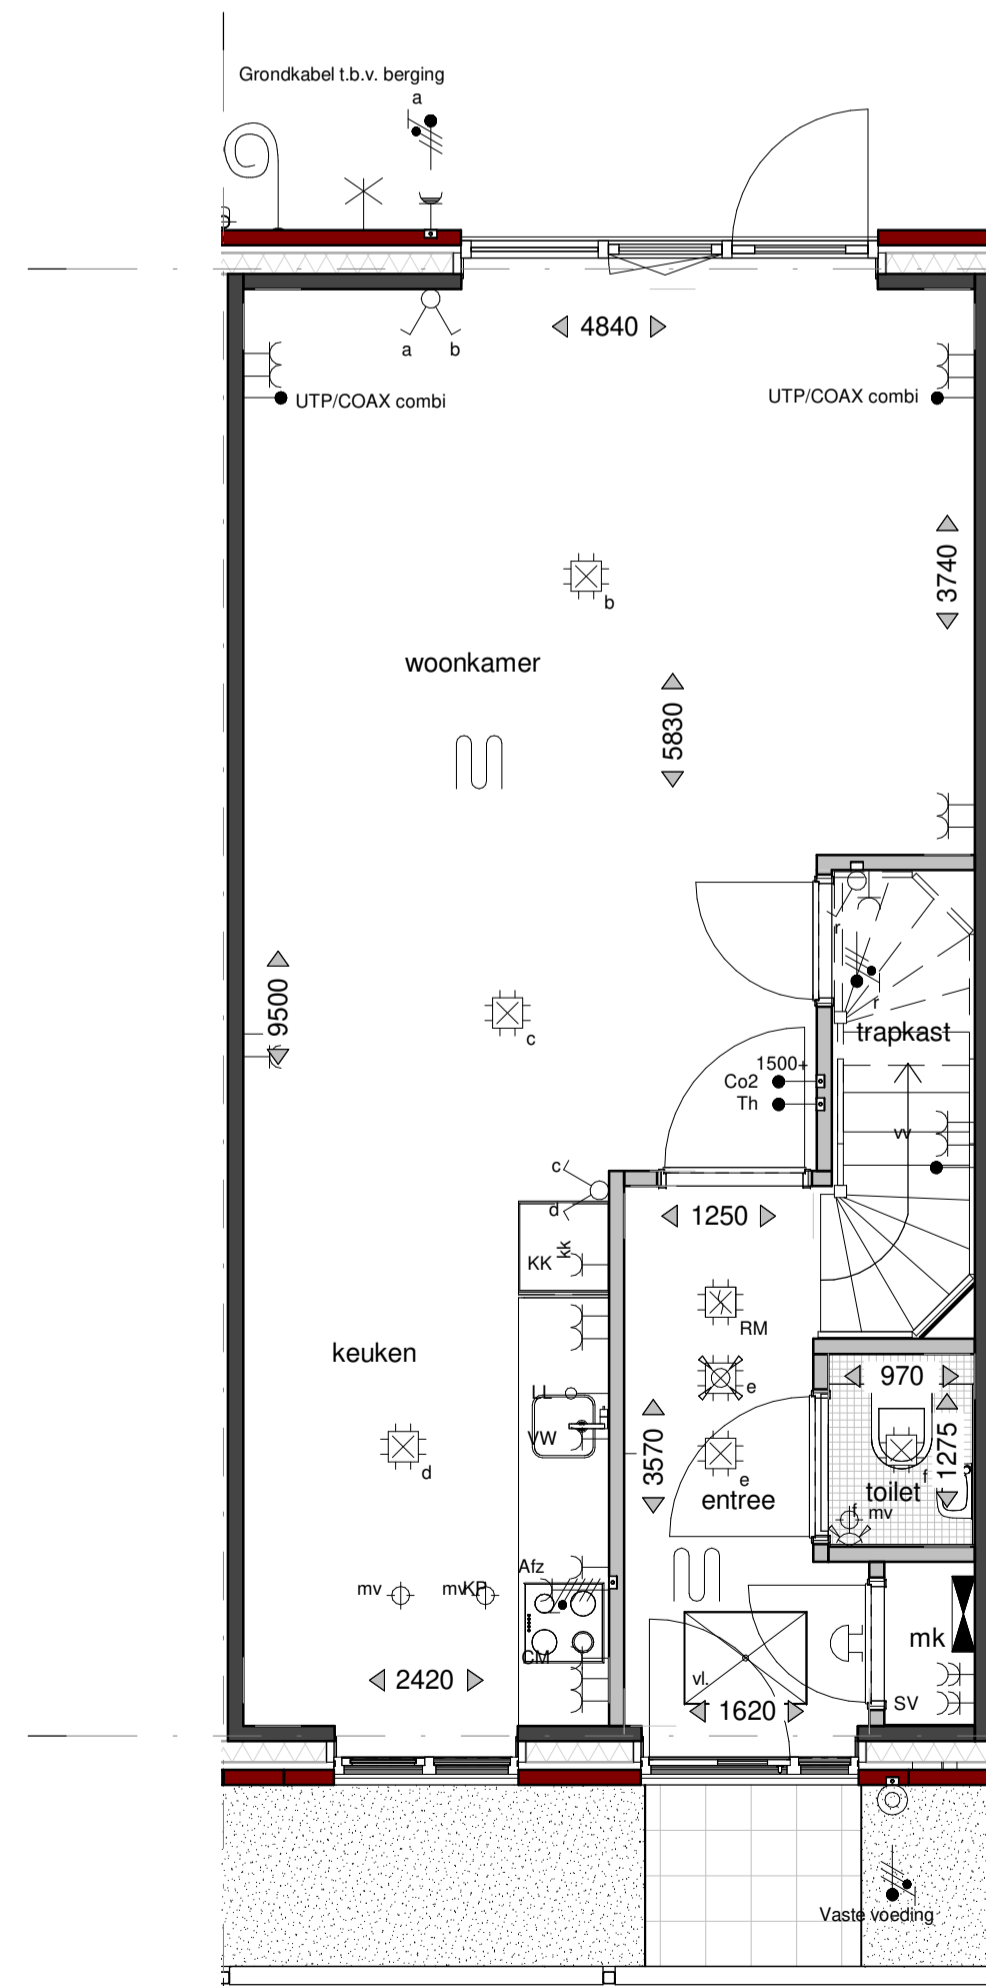 Grondkabel t.b.v. berging
a
4840
a
b
UTP/COAX combi
UTP/COAX combi
3740
b
woonkamer
5830
9500
c
r
r
trapkast
1500+
Co2
Th
vv
c
d
1250
KK
kk
RM
keuken
970
e
LL
VW
d
3570
1275
e
f
entree
toilet
f
mv
Afz
mv
mv
KP
mk
CM
2420
vl.
SV
1620
Vaste voeding